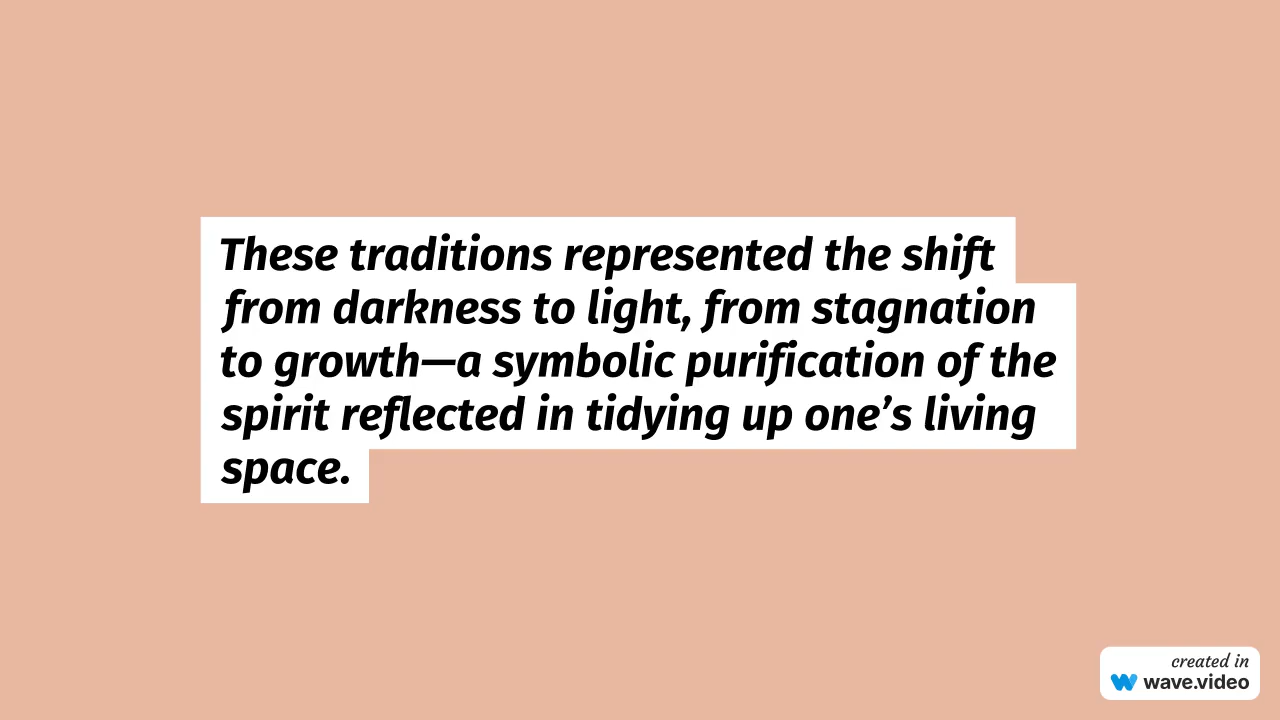 These traditions represented the shift
from darkness to light, from stagnation
to growth—a symbolic purification of the
spirit reflected in tidying up one’s living
space.
created in
wave.video